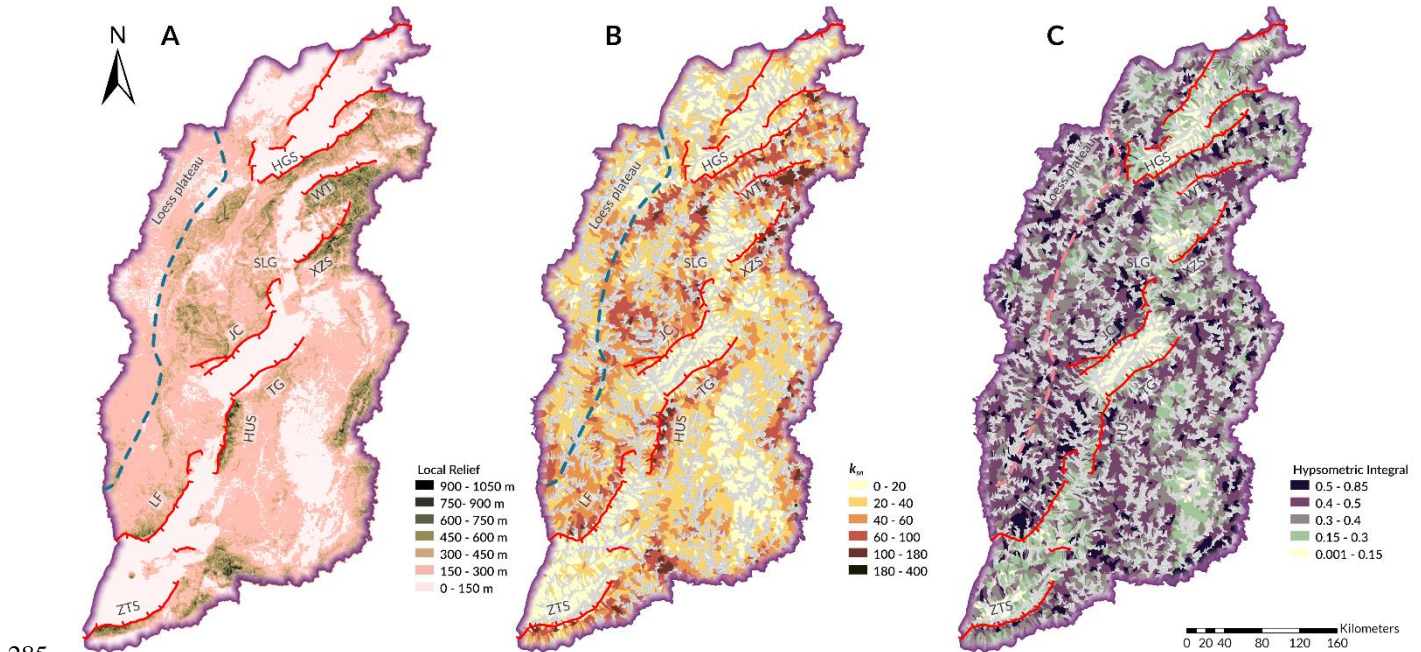 N
A
B
C
Loess plateau
HGS
WT
SLG
XZS
JC
TG
HUS
LF
ZTS
Local Relief
900 - 1050 m
750- 900 m
600 - 750 m
450 - 600 m
300 - 450 m
150 - 300 m
0 - 150 m
Loess plateau
HGS
WT
SLG
XZS
JC
TG
HUS
LF
ksn
0 - 20
20 - 40
40 - 60
60 - 100
100 - 180
180 - 400
Loess plateau
HGS
WT
SLG
XZS
JC
TG
HUS
LF
ZTS
Hypsometric Integral
0.5 - 0.85
0.4 - 0.5
0.3 - 0.4
0.15 - 0.3
0.001 - 0.15
Kilometers
0 20 40 80 120 160
285